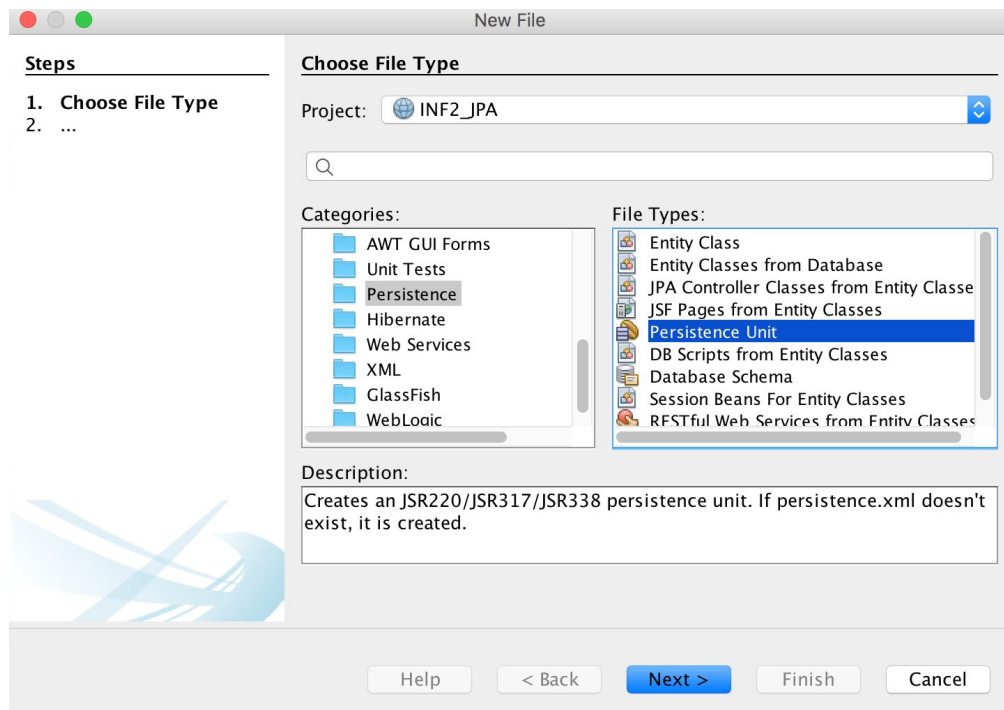 New File
Steps
1. Choose File Type
2. ...
Choose File Type
Project: INF2_JPA
Categories:
AWT GUI Forms
Unit Tests
Persistence
Hibernate
Web Services
XML
GlassFish
WebLogic
File Types:
Entity Class
Entity Classes from Database
JPA Controller Classes from Entity Classe
JSF Pages from Entity Classes
Persistence Unit
DB Scripts from Entity Classes
Database Schema
Session Beans For Entity Classes
RESTful Web Services from Entity Classes
Description:
Creates an JSR220/JSR317/JSR338 persistence unit. If persistence.xml doesn't
exist, it is created.
Help < Back Next > Finish Cancel